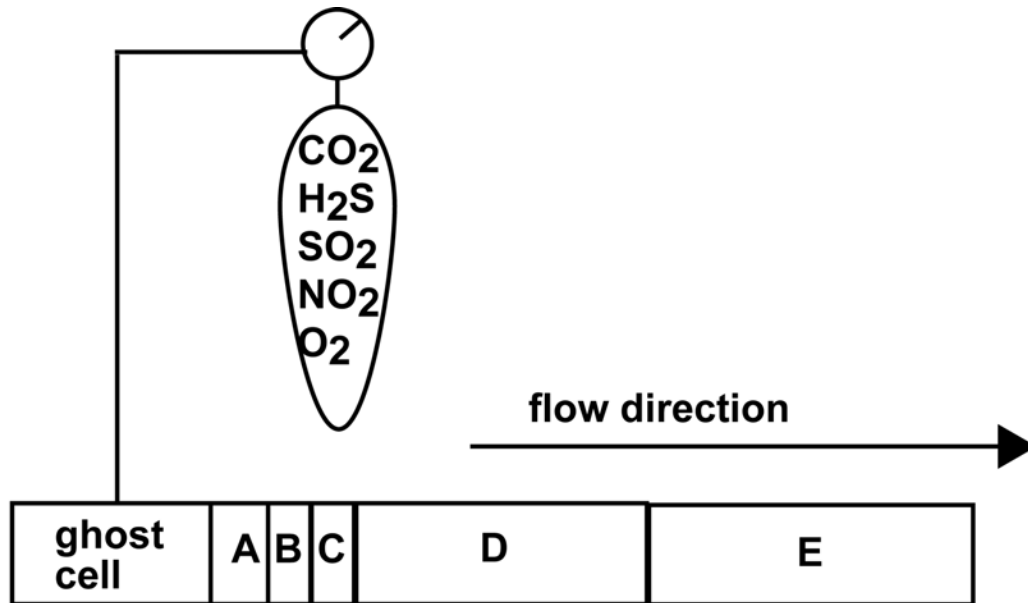 CO2
H2S
SO2
NO2
O2
flow direction
ghost
cell
A
B
C
D
E